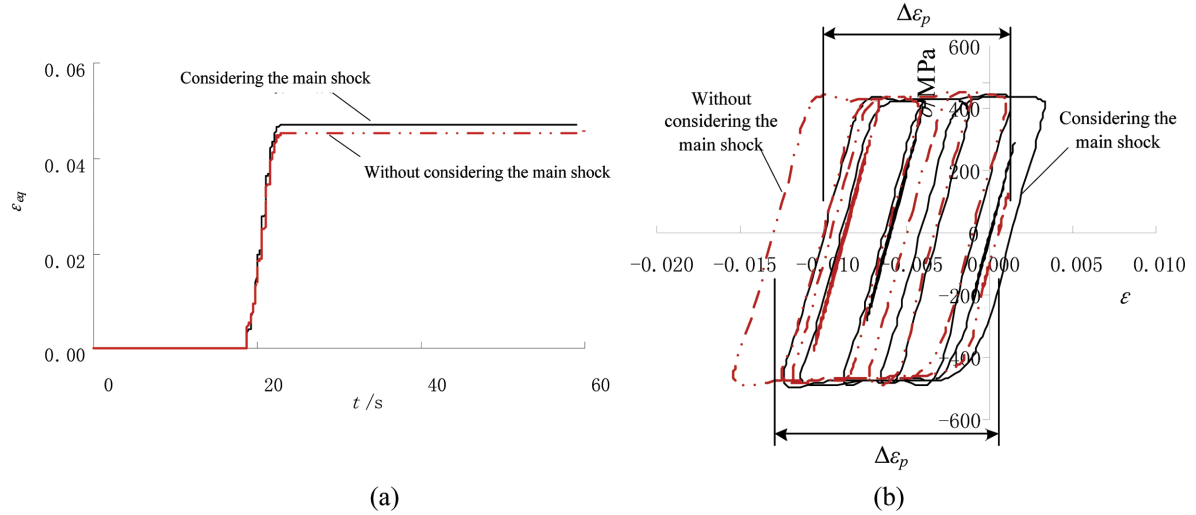 0.06
0.04
0.02
0.00
ε_eq
Considering the main shock
Without considering the main shock
0
20
40
60
t /s
(a)
Δε_p
600
σ MPa
400
200
0
−200
−400
−600
Without
considering the
main shock
Considering the
main shock
−0.020
−0.015
−0.010
−0.005
0.000
0.005
0.010
ε
Δε_p
(b)